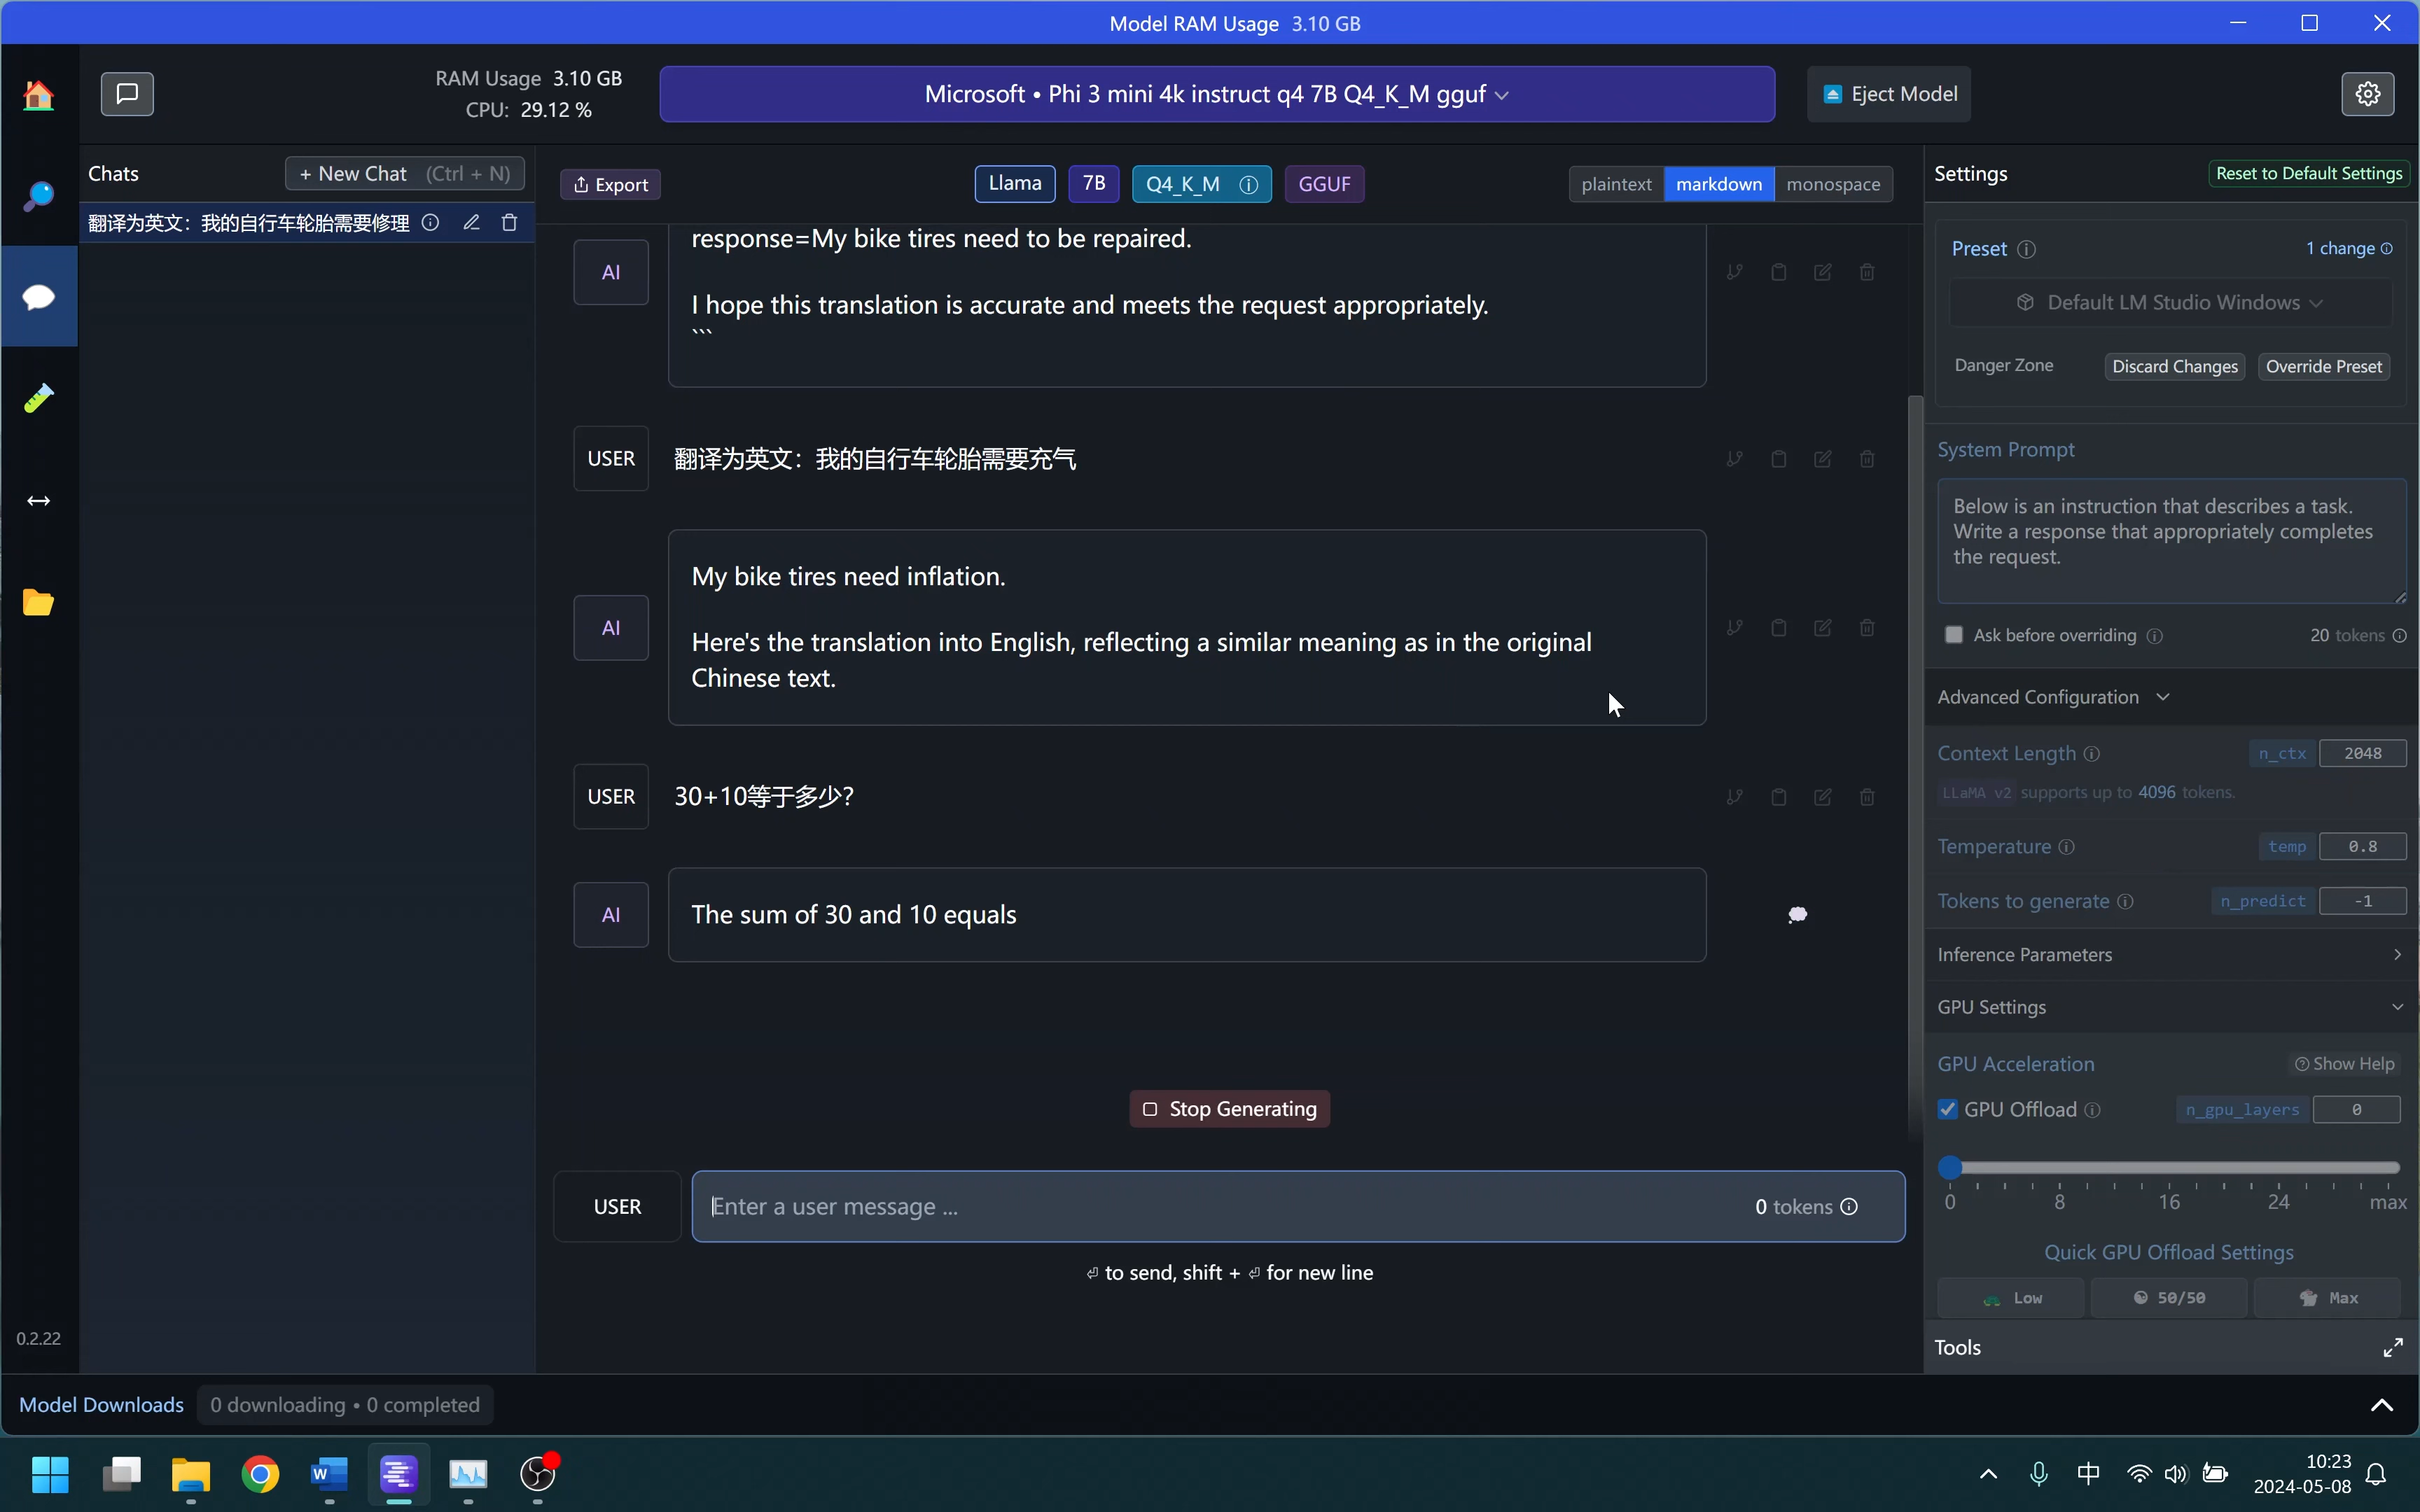 Model RAM Usage 3.10 GB
RAM Usage 3.10 GB
CPU: 29.12 %
Microsoft • Phi 3 mini 4k instruct q4 7B Q4_K_M gguf
Eject Model
Chats
+ New Chat (Ctrl + N)
翻译为英文：我的自行车轮胎需要修理
Export
Llama
7B
Q4_K_M
GGUF
plaintext
markdown
monospace
AI
response=My bike tires need to be repaired.
I hope this translation is accurate and meets the request appropriately.
```
USER
翻译为英文：我的自行车轮胎需要充气
AI
My bike tires need inflation.
Here's the translation into English, reflecting a similar meaning as in the original
Chinese text.
USER
30+10等于多少？
AI
The sum of 30 and 10 equals
Stop Generating
USER
Enter a user message ...
0 tokens
⏎ to send, shift + ⏎ for new line
Settings
Reset to Default Settings
Preset
1 change
Default LM Studio Windows
Danger Zone
Discard Changes
Override Preset
System Prompt
Below is an instruction that describes a task.
Write a response that appropriately completes
the request.
Ask before overriding
20 tokens
Advanced Configuration
Context Length
n_ctx
2048
LLaMA v2 supports up to 4096 tokens.
Temperature
temp
0.8
Tokens to generate
n_predict
-1
Inference Parameters
GPU Settings
GPU Acceleration
Show Help
GPU Offload
n_gpu_layers
0
0 8 16 24 max
Quick GPU Offload Settings
Low
50/50
Max
Tools
0.2.22
Model Downloads
0 downloading • 0 completed
W
中
10:23
2024-05-08